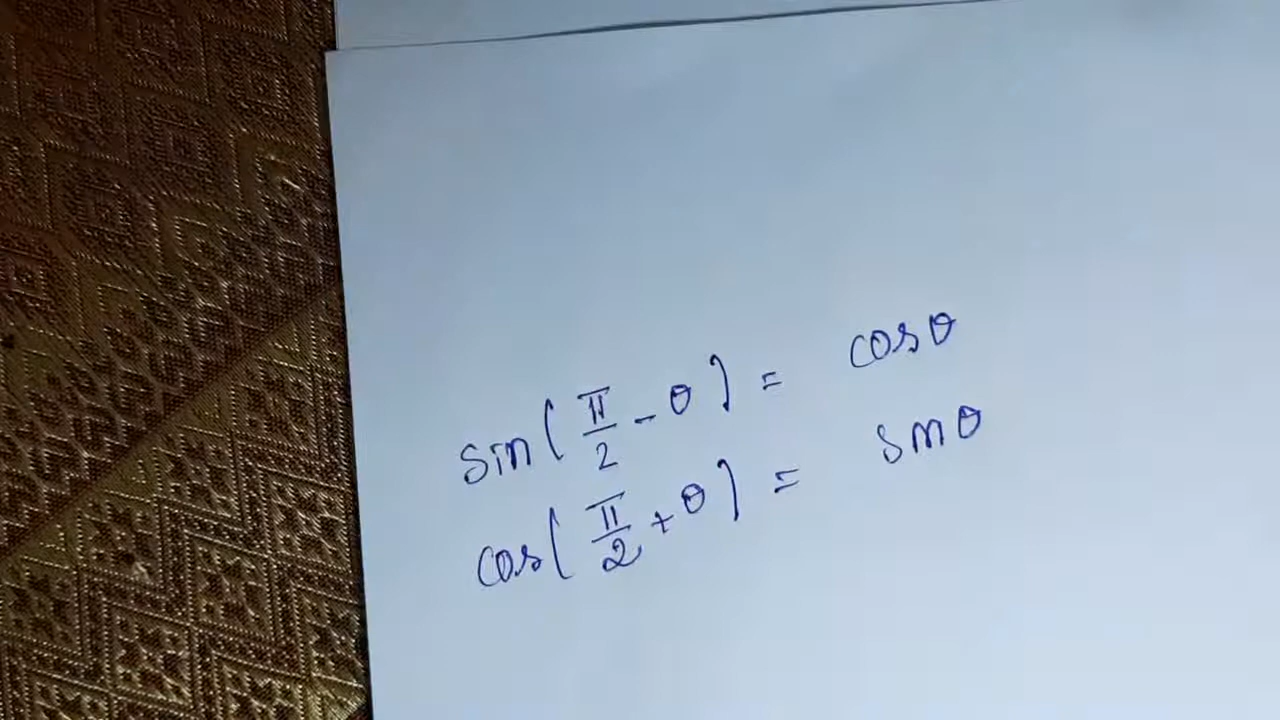 sin(π/2 - θ) = cosθ
cos(π/2 + θ) = sinθ